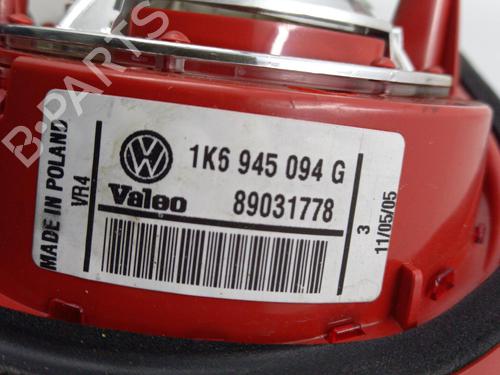 B-PARTS
MADE IN POLAND
VR4
1K6 945 094 G
Valeo
89031778
3
11/05/05